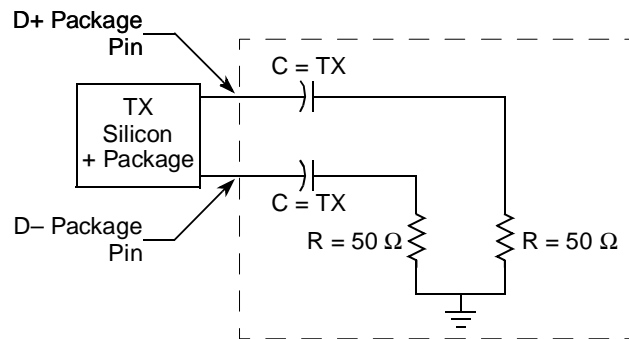 D+ Package
Pin
C = TX
TX
Silicon
+ Package
C = TX
D– Package
Pin
R = 50 Ω
R = 50 Ω